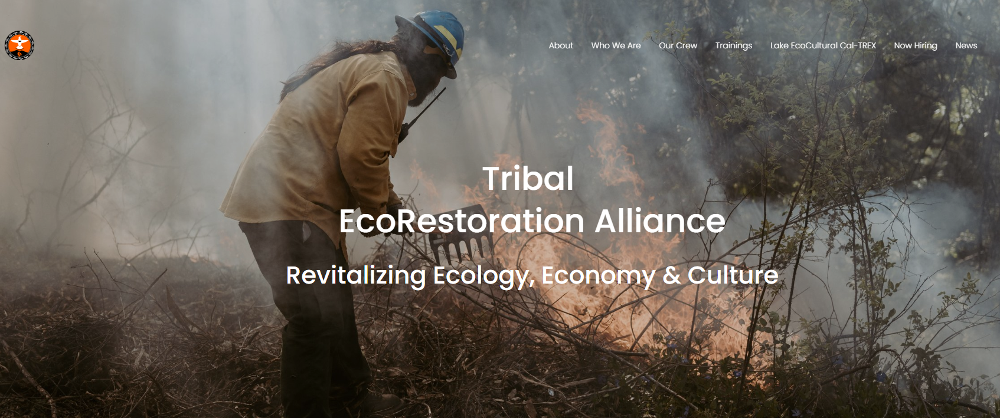 About
Who We Are
Our Crew
Trainings
Lake EcoCultural Cal-TREX
Now Hiring
News
Tribal
EcoRestoration Alliance
Revitalizing Ecology, Economy & Culture